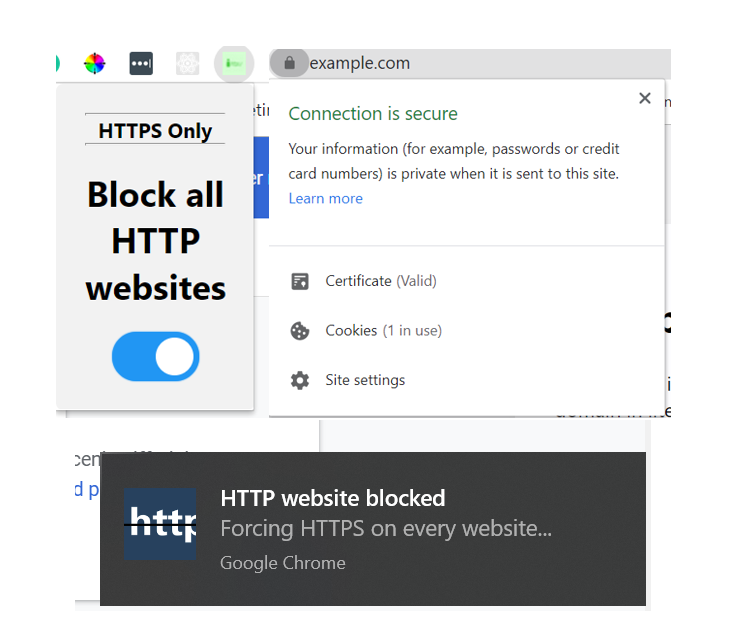 example.com
HTTPS Only
Block all
HTTP
websites
Connection is secure
Your information (for example, passwords or credit
card numbers) is private when it is sent to this site.
Learn more
Certificate (Valid)
Cookies (1 in use)
Site settings
HTTP website blocked
Forcing HTTPS on every website...
Google Chrome
http